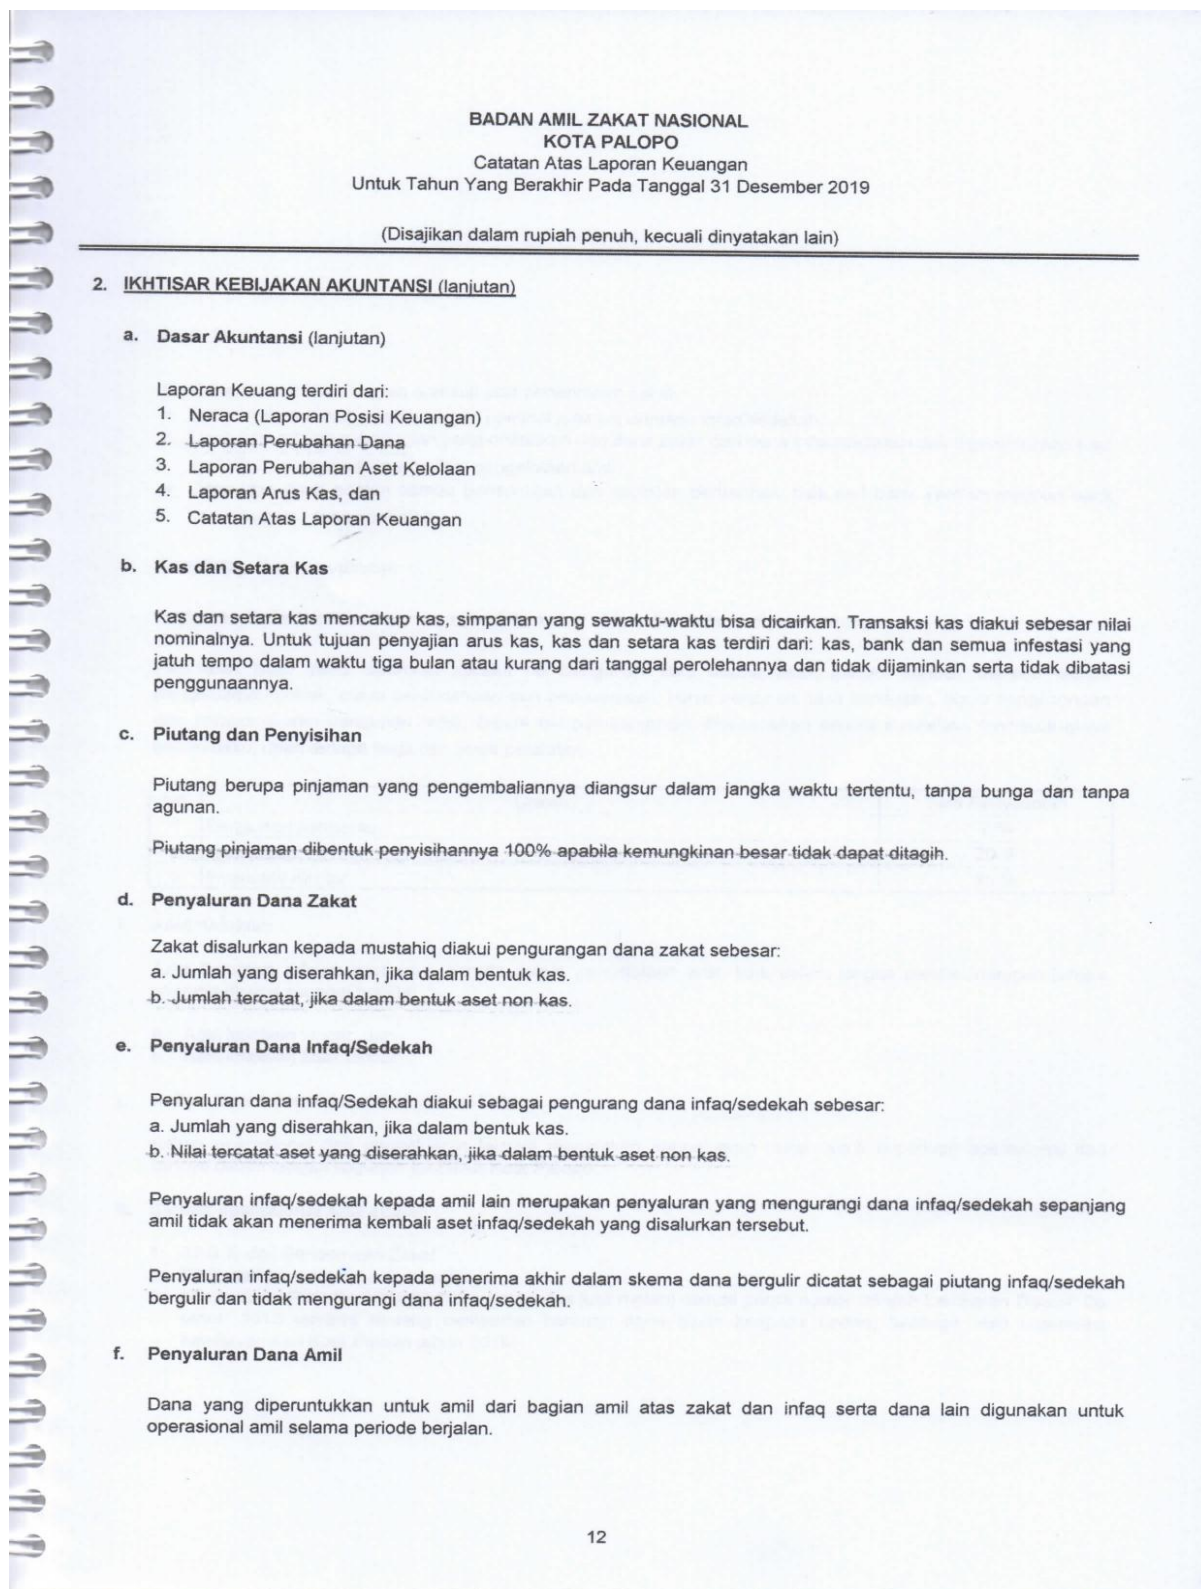 BADAN AMIL ZAKAT NASIONAL
KOTA PALOPO
Catatan Atas Laporan Keuangan
Untuk Tahun Yang Berakhir Pada Tanggal 31 Desember 2019
(Disajikan dalam rupiah penuh, kecuali dinyatakan lain)
2. IKHTISAR KEBIJAKAN AKUNTANSI (lanjutan)
a. Dasar Akuntansi (lanjutan)
Laporan Keuang terdiri dari:
1. Neraca (Laporan Posisi Keuangan)
2. Laporan Perubahan Dana
3. Laporan Perubahan Aset Kelolaan
4. Laporan Arus Kas, dan
5. Catatan Atas Laporan Keuangan
b. Kas dan Setara Kas
Kas dan setara kas mencakup kas, simpanan yang sewaktu-waktu bisa dicairkan. Transaksi kas diakui sebesar nilai
nominalnya. Untuk tujuan penyajian arus kas, kas dan setara kas terdiri dari: kas, bank dan semua infestasi yang
jatuh tempo dalam waktu tiga bulan atau kurang dari tanggal perolehannya dan tidak dijaminkan serta tidak dibatasi
penggunaannya.
c. Piutang dan Penyisihan
Piutang berupa pinjaman yang pengembaliannya diangsur dalam jangka waktu tertentu, tanpa bunga dan tanpa
agunan.
Piutang pinjaman dibentuk penyisihannya 100% apabila kemungkinan besar tidak dapat ditagih.
d. Penyaluran Dana Zakat
Zakat disalurkan kepada mustahiq diakui pengurangan dana zakat sebesar:
a. Jumlah yang diserahkan, jika dalam bentuk kas.
b. Jumlah tercatat, jika dalam bentuk aset non kas.
e. Penyaluran Dana Infaq/Sedekah
Penyaluran dana infaq/Sedekah diakui sebagai pengurang dana infaq/sedekah sebesar:
a. Jumlah yang diserahkan, jika dalam bentuk kas.
b. Nilai tercatat aset yang diserahkan, jika dalam bentuk aset non kas.
Penyaluran infaq/sedekah kepada amil lain merupakan penyaluran yang mengurangi dana infaq/sedekah sepanjang
amil tidak akan menerima kembali aset infaq/sedekah yang disalurkan tersebut.
Penyaluran infaq/sedekah kepada penerima akhir dalam skema dana bergulir dicatat sebagai piutang infaq/sedekah
bergulir dan tidak mengurangi dana infaq/sedekah.
f. Penyaluran Dana Amil
Dana yang diperuntukkan untuk amil dari bagian amil atas zakat dan infaq serta dana lain digunakan untuk
operasional amil selama periode berjalan.
12